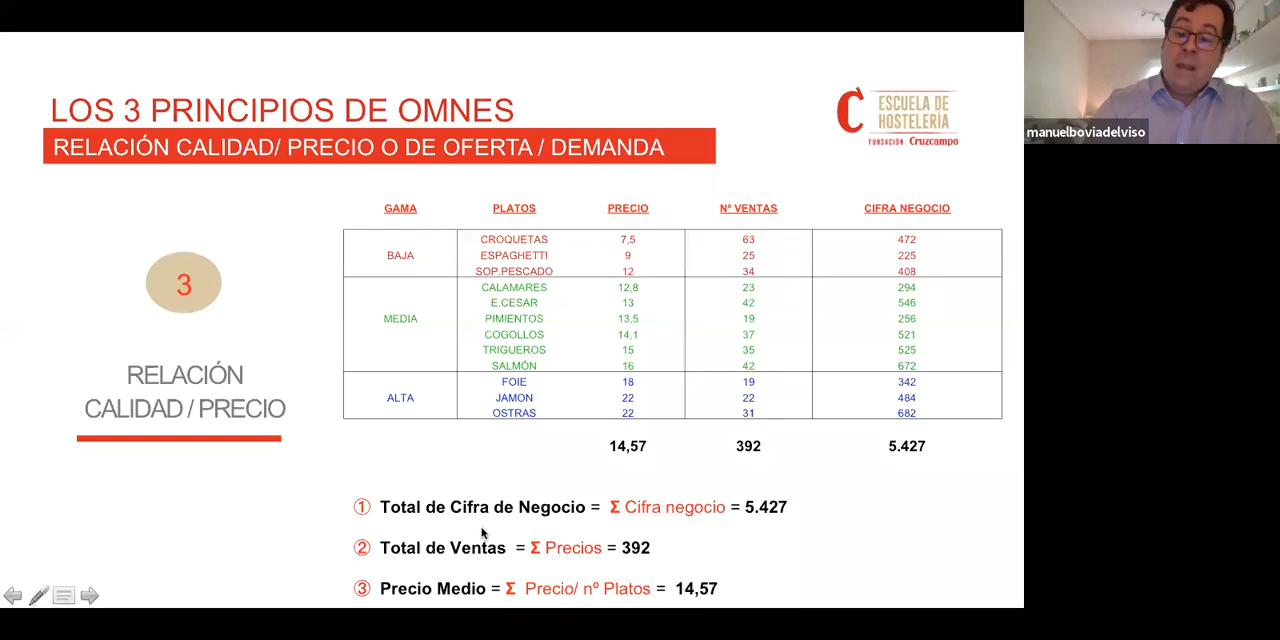 LOS 3 PRINCIPIOS DE OMNES
RELACIÓN CALIDAD/ PRECIO O DE OFERTA / DEMANDA
C ESCUELA DE
HOSTELERÍA
FUNDACIÓN Cruzcampo
manuelboviadelviso
3
RELACIÓN
CALIDAD / PRECIO
GAMA PLATOS PRECIO Nº VENTAS CIFRA NEGOCIO
CROQUETAS 7,5 63 472
BAJA ESPAGHETTI 9 25 225
SOP.PESCADO 12 34 408
CALAMARES 12,8 23 294
E.CESAR 13 42 546
MEDIA PIMIENTOS 13,5 19 256
COGOLLOS 14,1 37 521
TRIGUEROS 15 35 525
SALMÓN 16 42 672
FOIE 18 19 342
ALTA JAMON 22 22 484
OSTRAS 22 31 682
14,57 392 5.427
① Total de Cifra de Negocio = Σ Cifra negocio = 5.427
② Total de Ventas = Σ Precios = 392
③ Precio Medio = Σ Precio/ nº Platos = 14,57